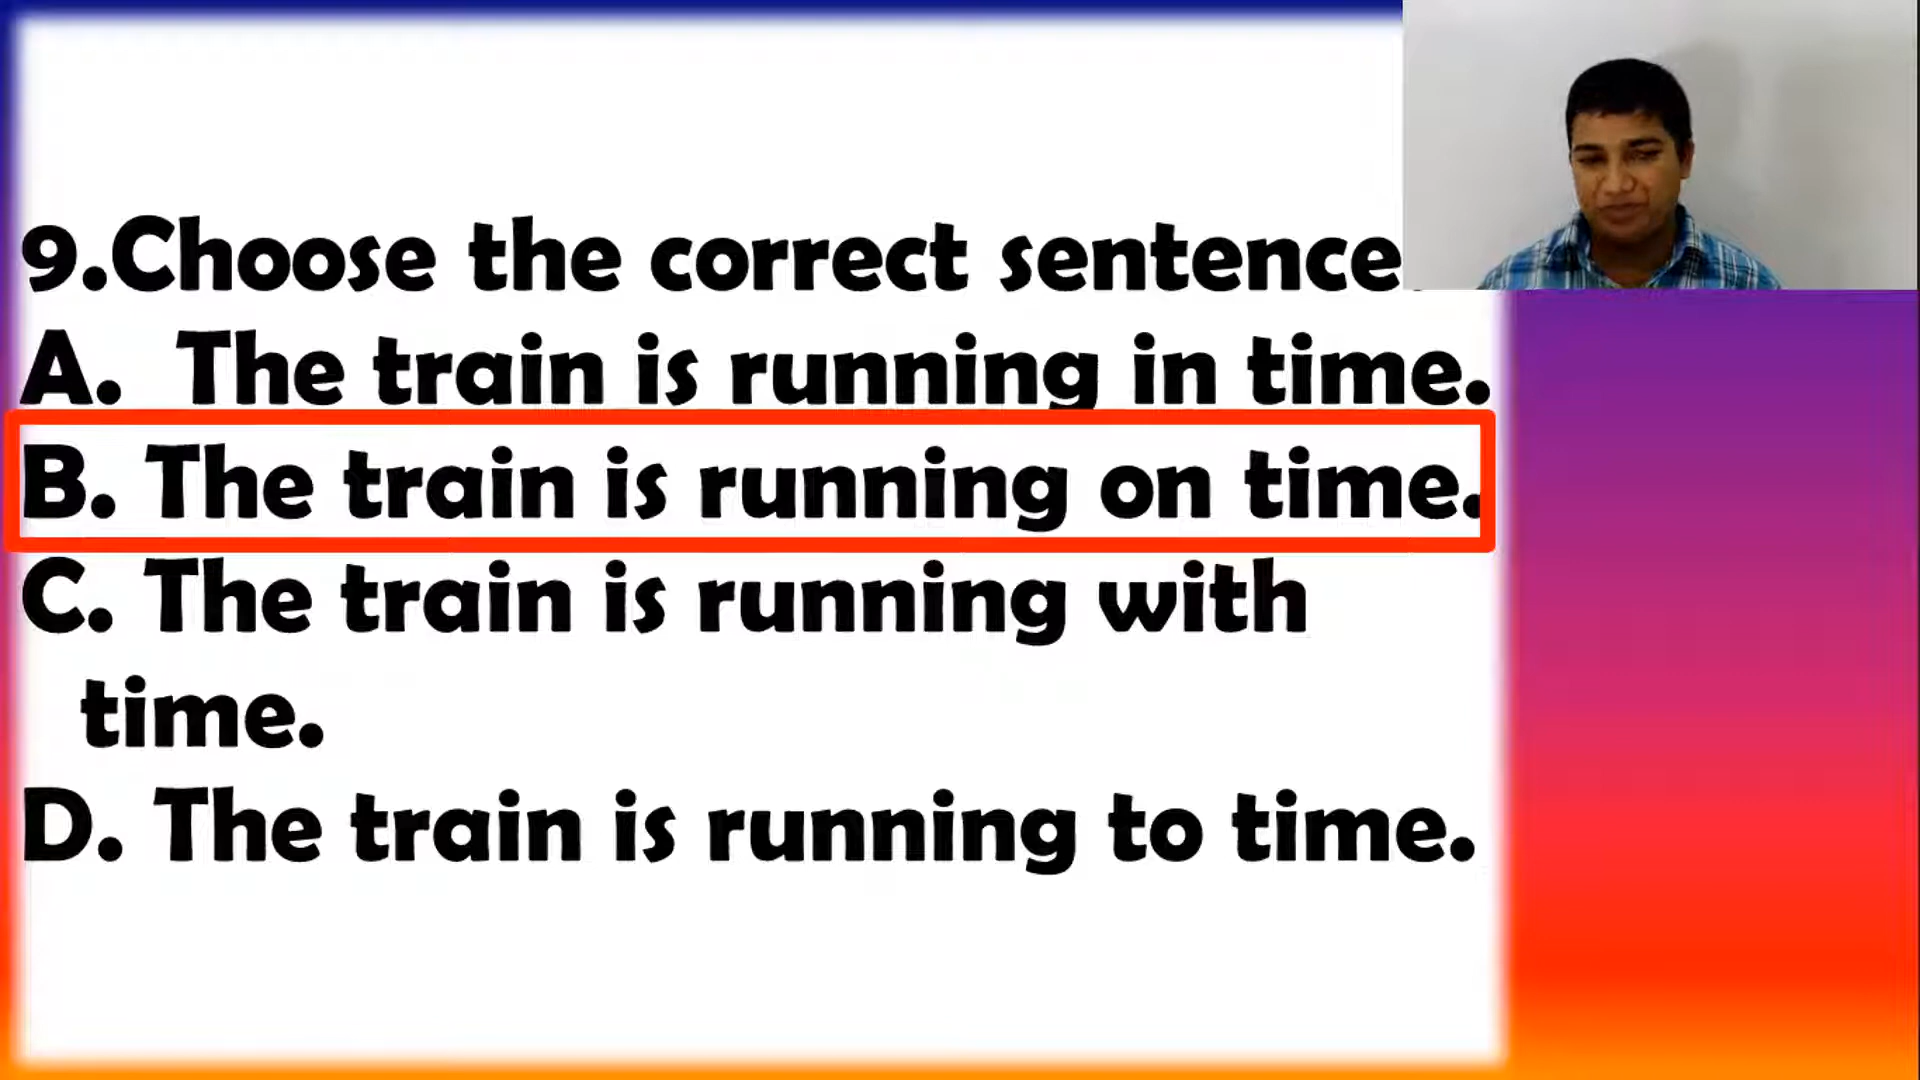 9.Choose the correct sentence.
A. The train is running in time.
B. The train is running on time.
C. The train is running with
time.
D. The train is running to time.